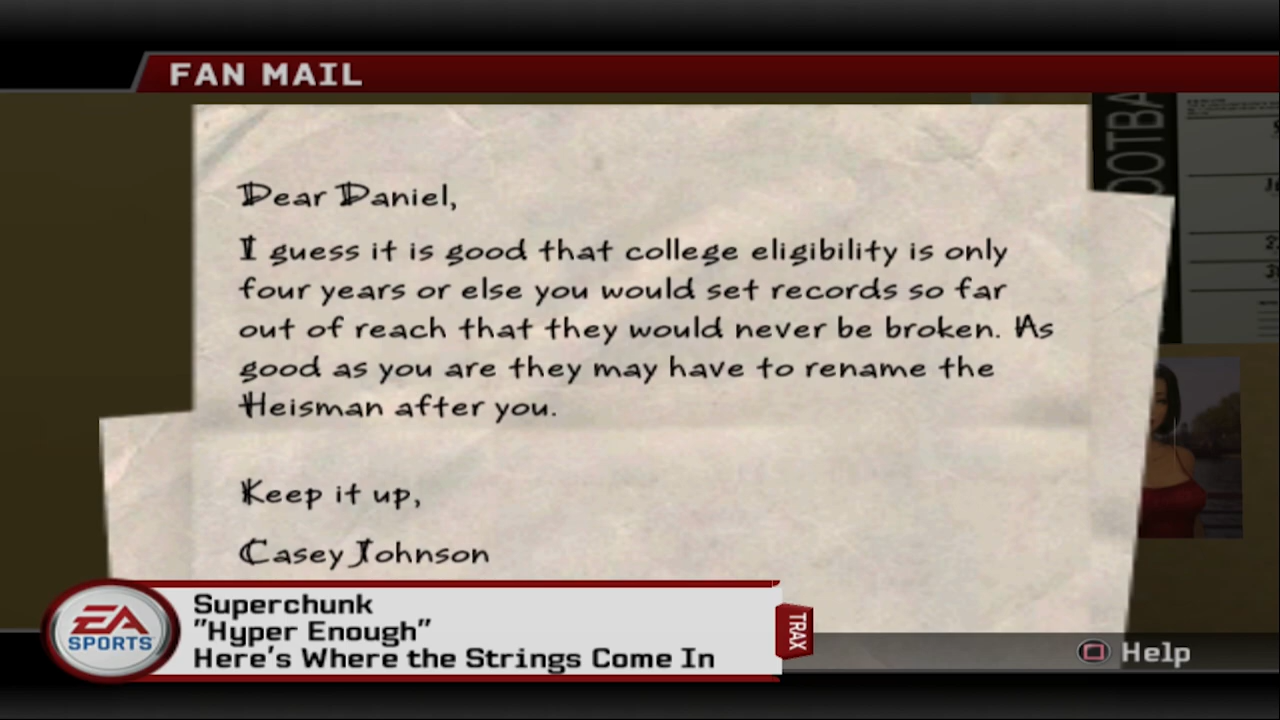 FAN MAIL
Dear Daniel,
I guess it is good that college eligibility is only
four years or else you would set records so far
out of reach that they would never be broken. As
good as you are they may have to rename the
Heisman after you.
Keep it up,
Casey Johnson
EA
SPORTS
Superchunk
"Hyper Enough"
Here's Where the Strings Come In
TRAX
Help